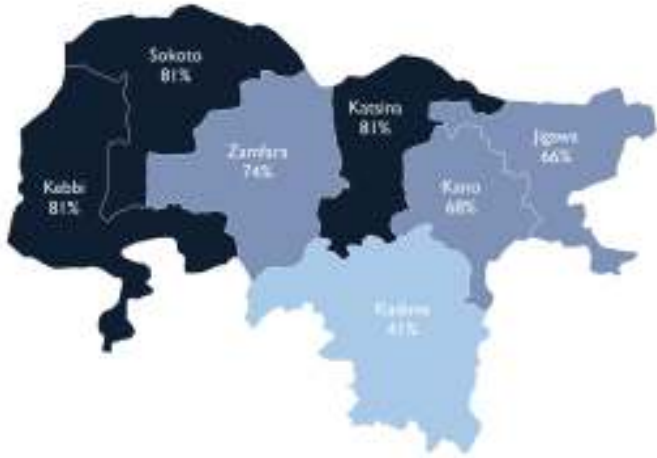 Sokoto
81%
Katsina
81%
Jigawa
66%
Zamfara
74%
Kebbi
81%
Kano
68%
Kaduna
41%